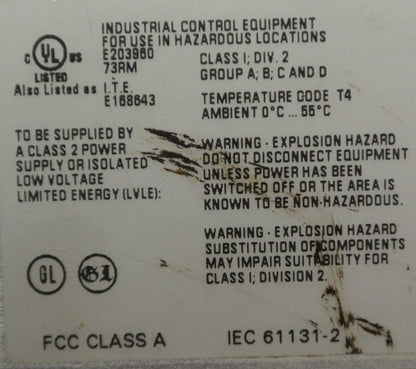 INDUSTRIAL CONTROL EQUIPMENT
FOR USE IN HAZARDOUS LOCATIONS
C UL US
LISTED
E203960
73RM
Also Listed as I.T.E.
E168643
CLASS I; DIV. 2
GROUP A; B; C AND D
TEMPERATURE CODE T4
AMBIENT 0°C ... 55°C
TO BE SUPPLIED BY
A CLASS 2 POWER
SUPPLY OR ISOLATED
LOW VOLTAGE
LIMITED ENERGY (LVLE):
WARNING - EXPLOSION HAZARD
DO NOT DISCONNECT EQUIPMENT
UNLESS POWER HAS BEEN
SWITCHED OFF OR THE AREA IS
KNOWN TO BE NON-HAZARDOUS.
WARNING - EXPLOSION HAZARD
SUBSTITUTION OF COMPONENTS
MAY IMPAIR SUITABILITY FOR
CLASS I; DIVISION 2.
GL
FCC CLASS A
IEC 61131-2